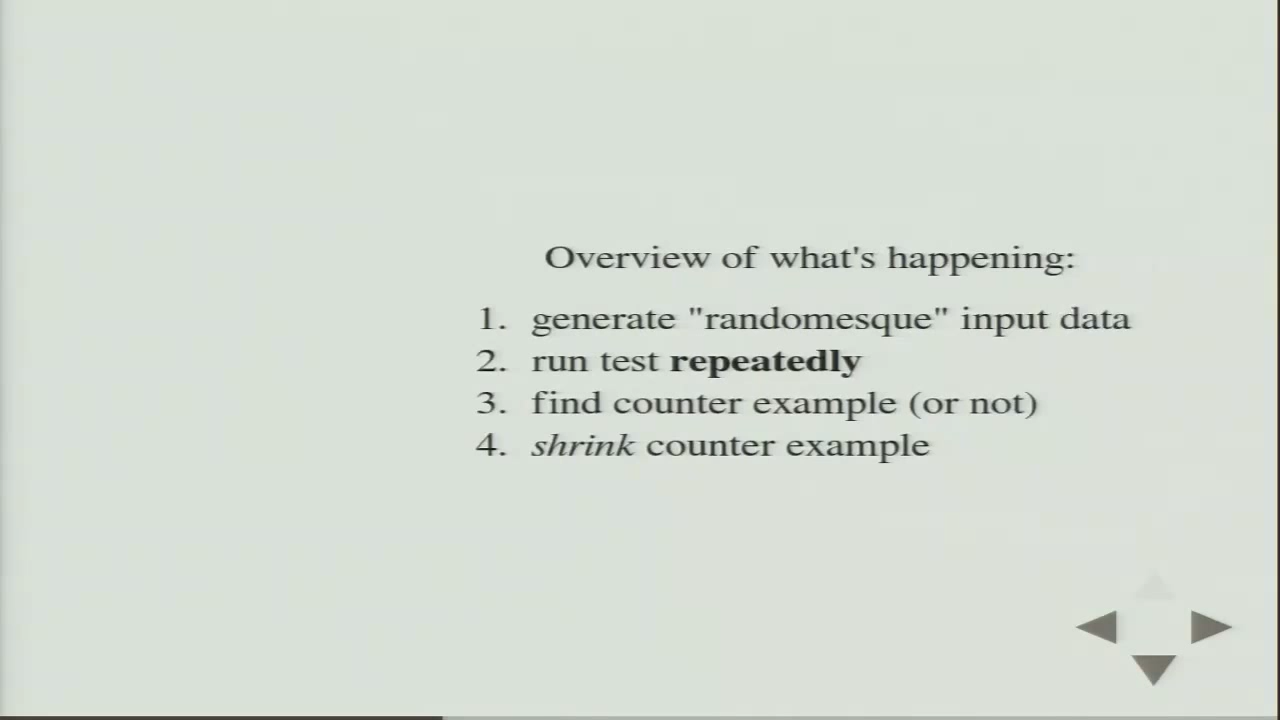 Overview of what's happening:
1. generate "randomesque" input data
2. run test repeatedly
3. find counter example (or not)
4. shrink counter example